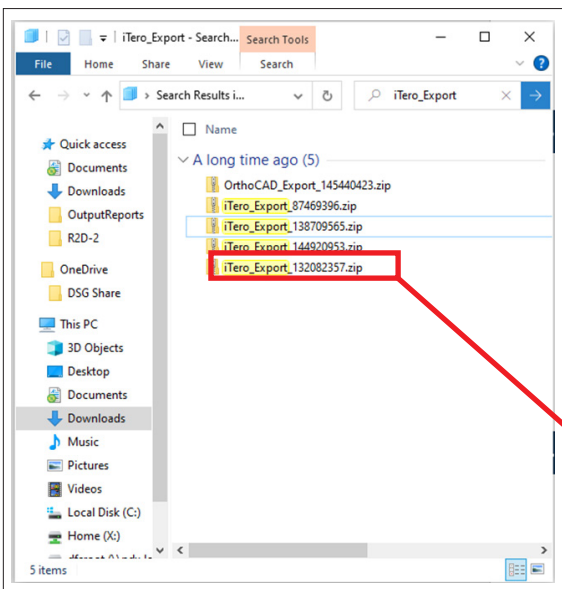 iTero_Export - Search...
Search Tools
File Home Share View Search
Search Results i...
iTero_Export
Name
Quick access
Documents
Downloads
OutputReports
R2D-2
OneDrive
DSG Share
This PC
3D Objects
Desktop
Documents
Downloads
Music
Pictures
Videos
Local Disk (C:)
Home (X:)
A long time ago (5)
OrthoCAD_Export_145440423.zip
iTero_Export_87469396.zip
iTero_Export_138709565.zip
iTero_Export_144920953.zip
iTero_Export_132082357.zip
5 items